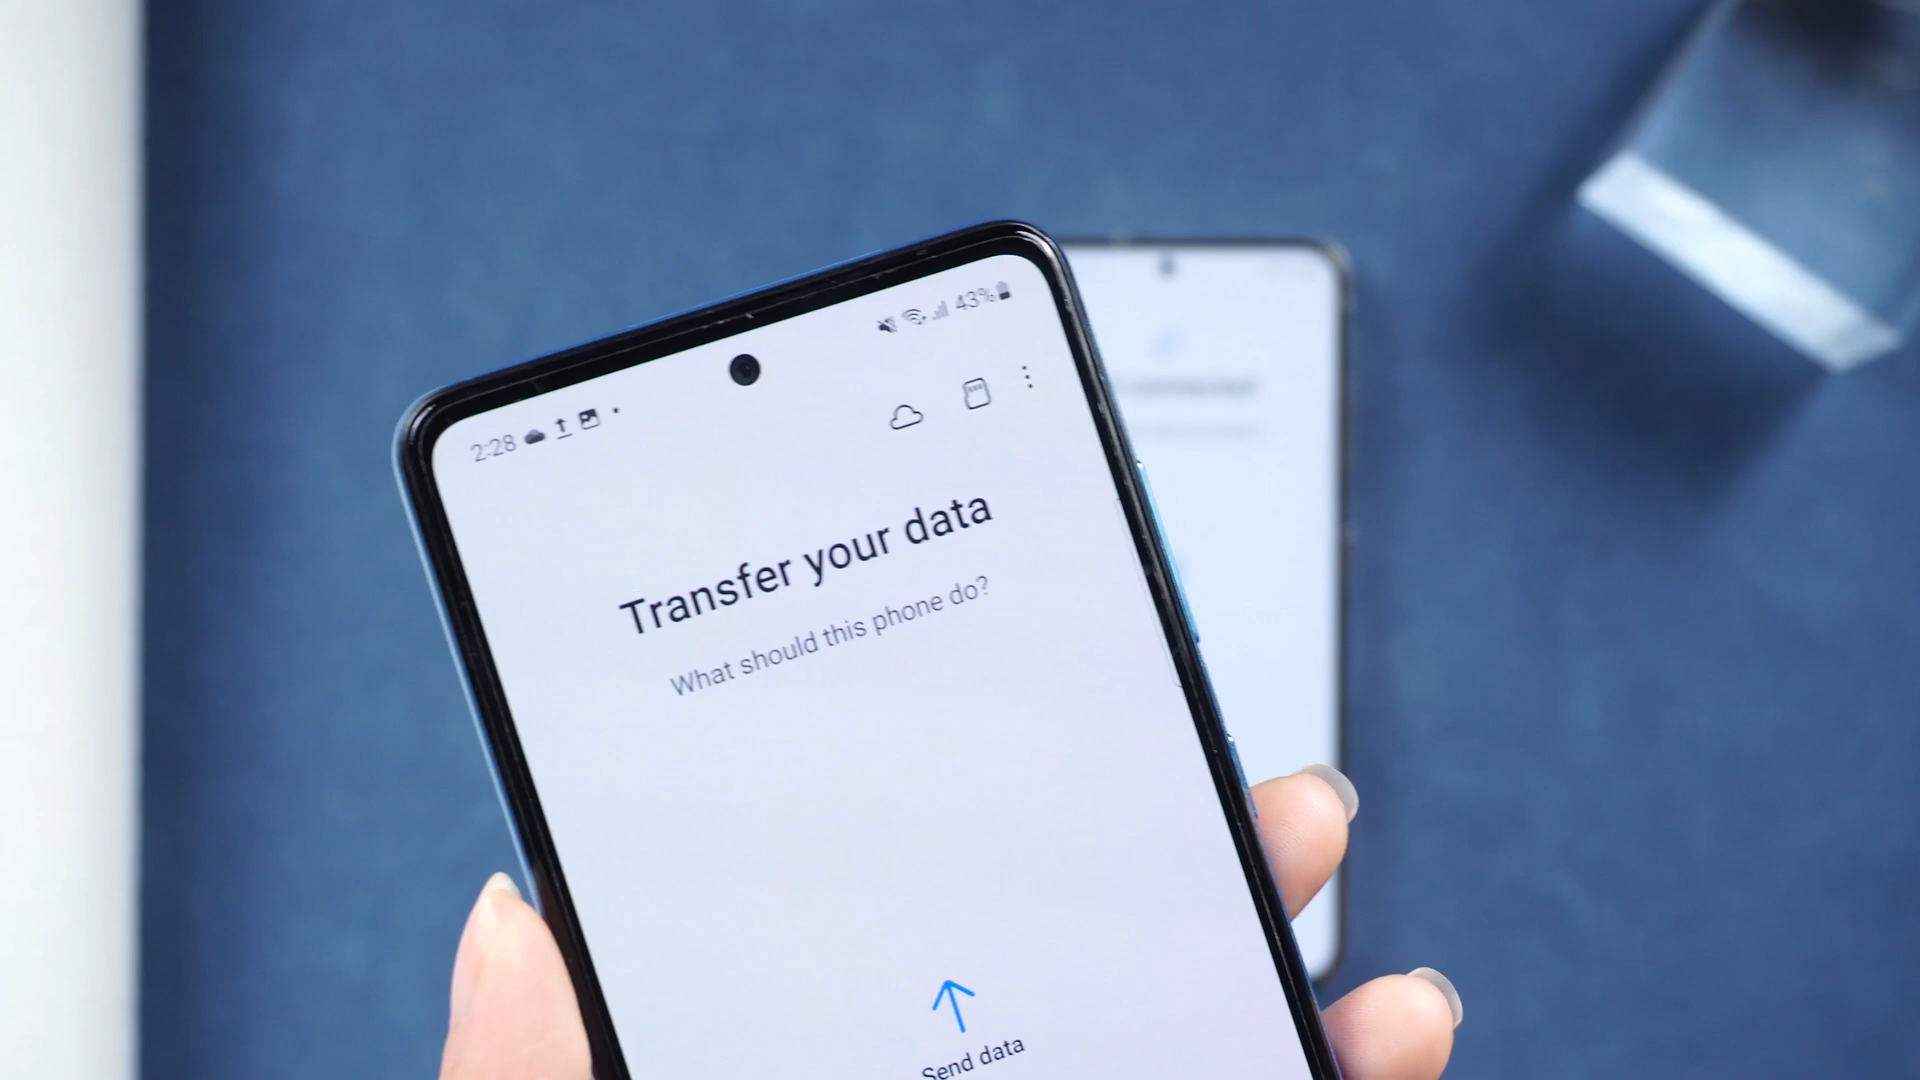 2:28
43%
Transfer your data
What should this phone do?
Send data